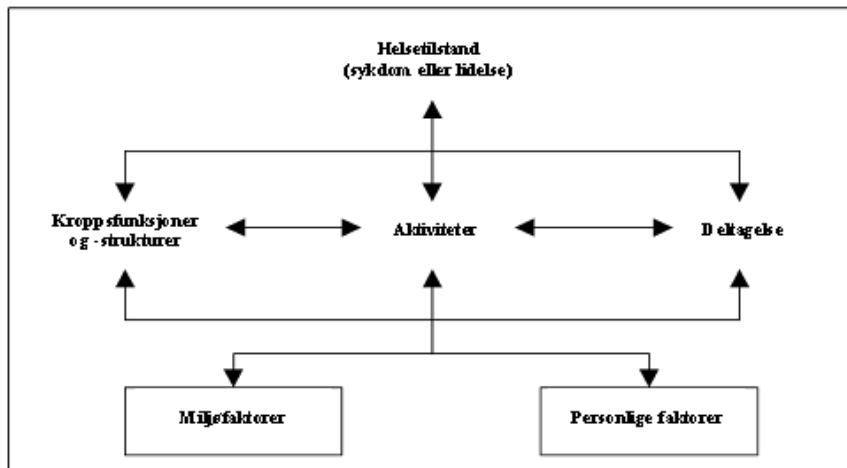 Helsetilstand
(sykdom eller lidelse)
Kroppsfunksjoner
og -strukturer
Aktiviteter
Deltagelse
Miljøfaktorer
Personlige faktorer